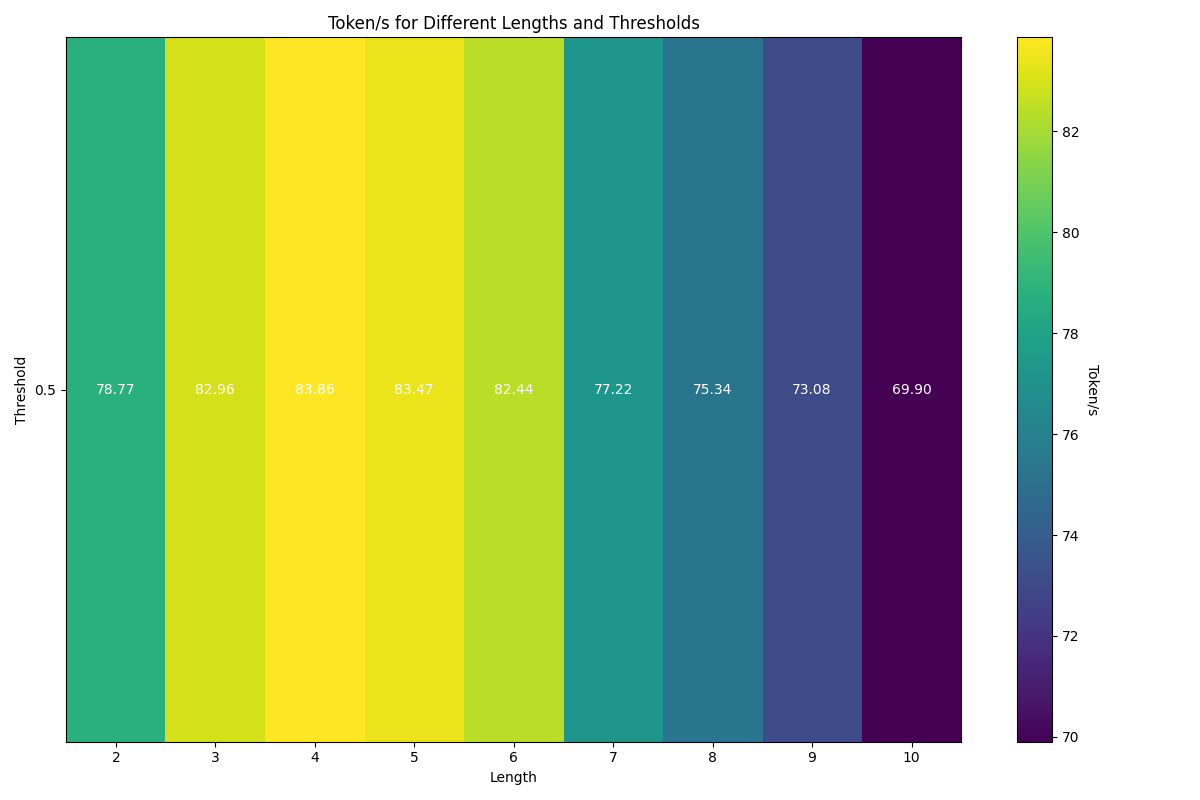 Token/s for Different Lengths and Thresholds
82
80
78
76
74
72
70
Token/s
Threshold
0.5
78.77 82.96 83.86 83.47 82.44 77.22 75.34 73.08 69.90
2 3 4 5 6 7 8 9 10
Length